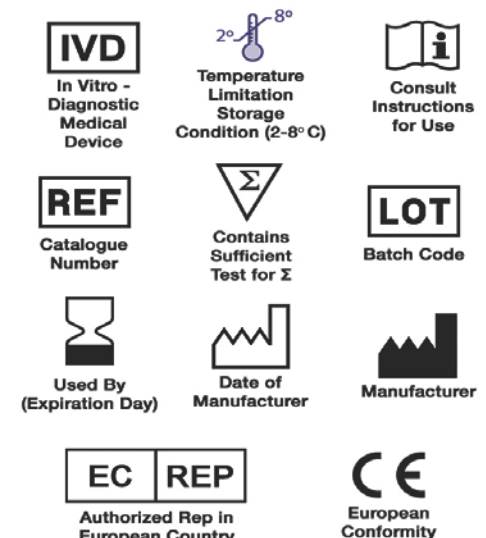 IVD
In Vitro -
Diagnostic
Medical
Device
2° 8°
Temperature
Limitation
Storage
Condition (2-8° C)
i
Consult
Instructions
for Use
REF
Catalogue
Number
Σ
Contains
Sufficient
Test for Σ
LOT
Batch Code
Used By
(Expiration Day)
Date of
Manufacturer
Manufacturer
EC REP
Authorized Rep in
European Country
CE
European
Conformity